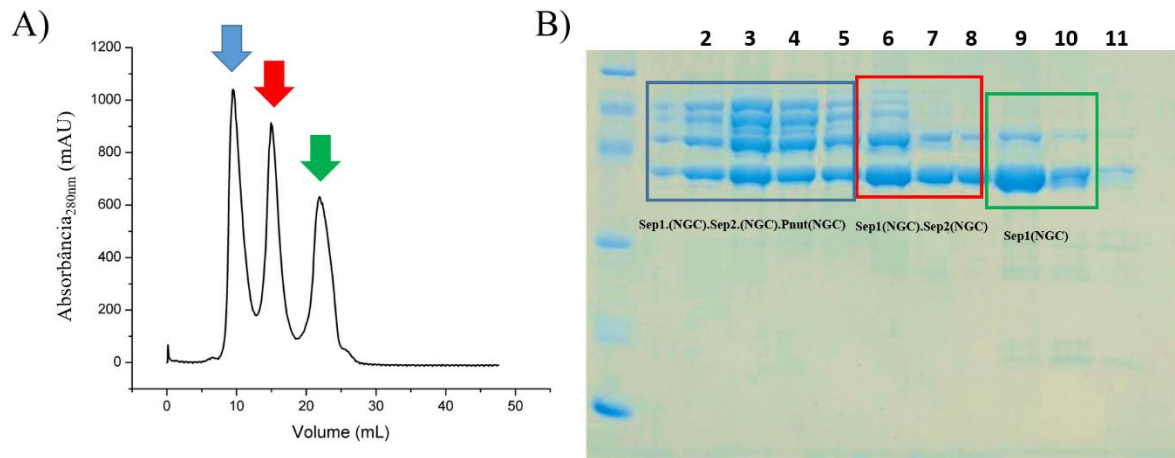 A)
1200
1000
800
600
400
200
0
Absorbância280nm (mAU)
0 10 20 30 40 50
Volume (mL)
B)
2 3 4 5 6 7 8 9 10 11
Sep1.(NGC).Sep2.(NGC).Pnut(NGC)
Sep1(NGC).Sep2(NGC)
Sep1(NGC)